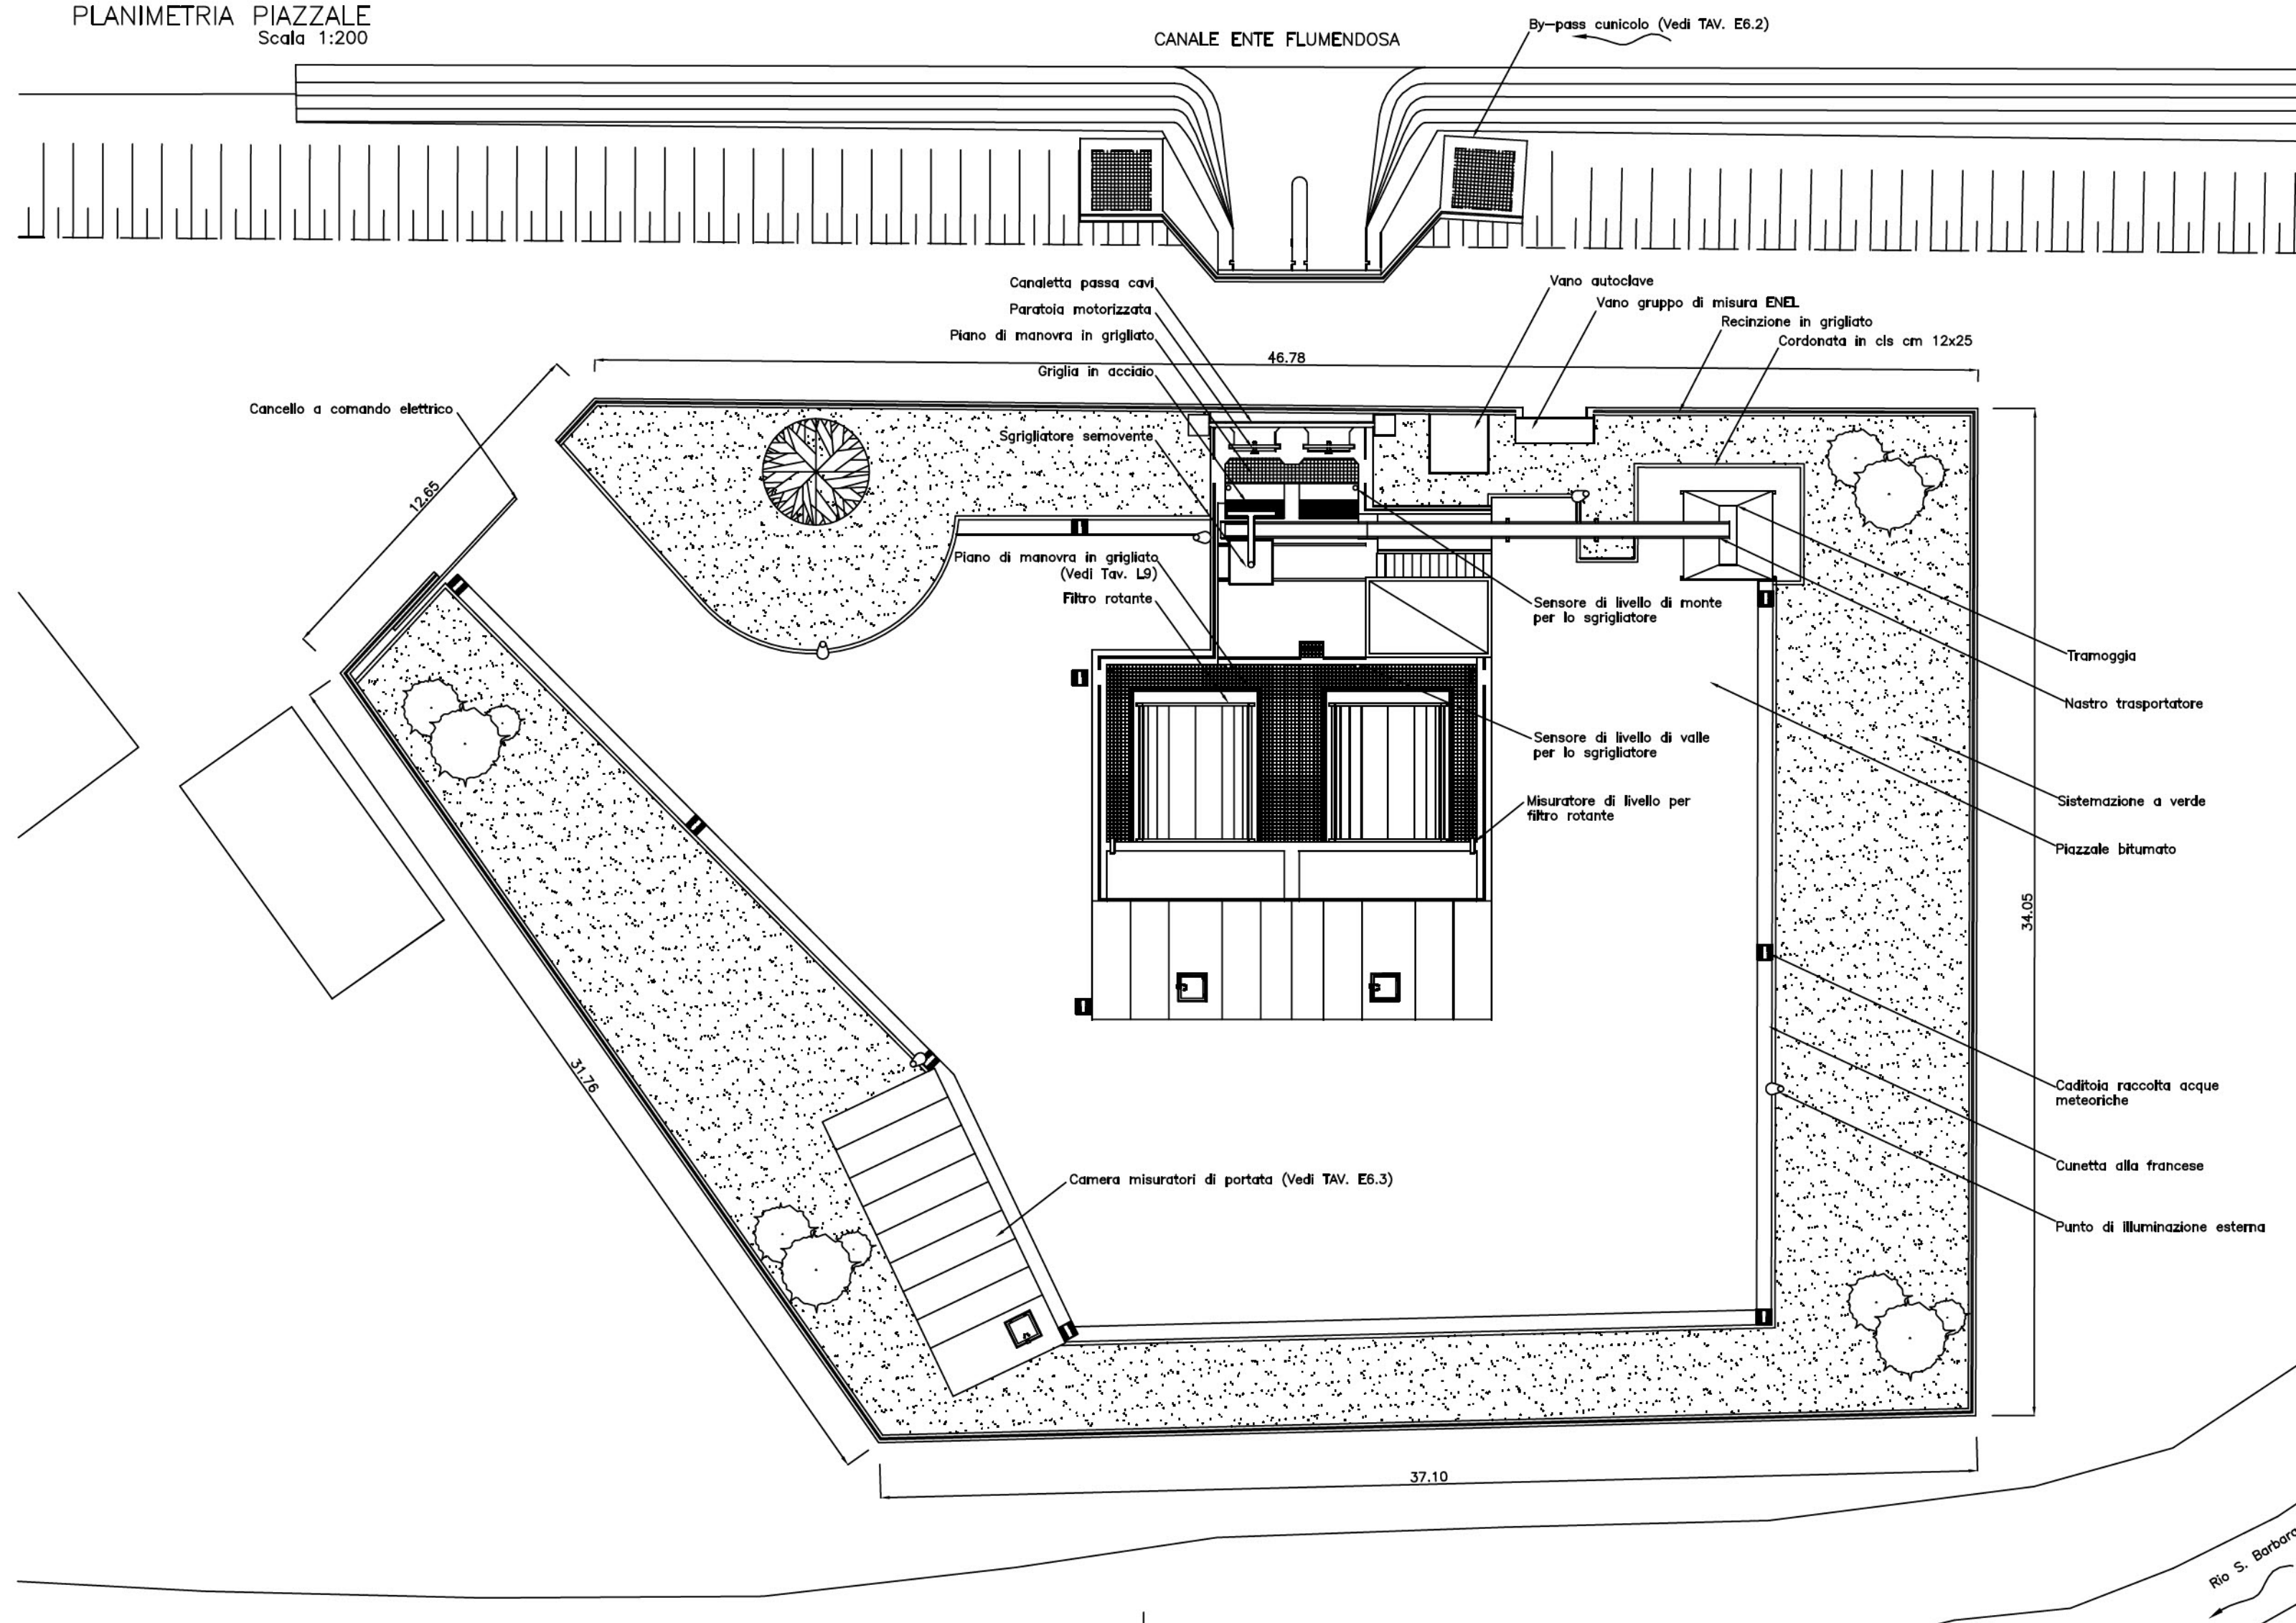 PLANIMETRIA PIAZZALE
Scala 1:200
CANALE ENTE FLUMENDOSA
By-pass cunicolo (Vedi TAV. E6.2)
Canaletta passa cavi
Paratoia motorizzata
Piano di manovra in grigliato
Griglia in acciaio
Sgrigliatore semovente
Vano autoclave
Vano gruppo di misura ENEL
Recinzione in grigliato
Cordonata in cls cm 12x25
46.78
Cancello a comando elettrico
12.65
Piano di manovra in grigliato
(Vedi Tav. L9)
Filtro rotante
Sensore di livello di monte
per lo sgrigliatore
Tramoggia
Nastro trasportatore
Sensore di livello di valle
per lo sgrigliatore
Misuratore di livello per
filtro rotante
Sistemazione a verde
Piazzale bitumato
34.05
31.76
Caditoia raccolta acque
meteoriche
Cunetta alla francese
Camera misuratori di portata (Vedi TAV. E6.3)
Punto di illuminazione esterna
37.10
Rio S. Barbara